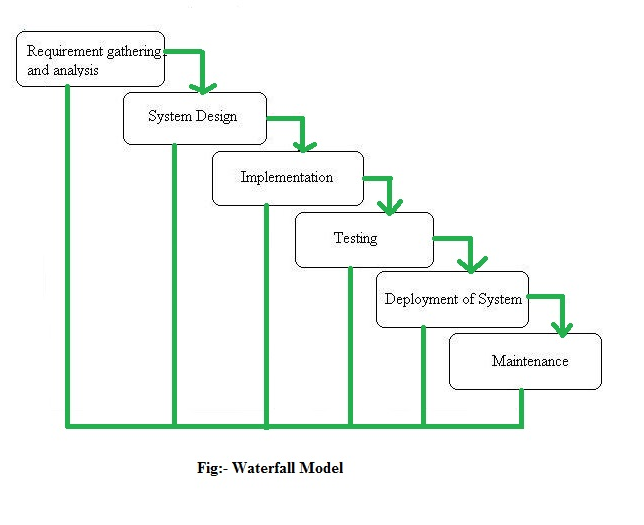 Requirement gathering
and analysis
System Design
Implementation
Testing
Deployment of System
Maintenance
Fig:- Waterfall Model